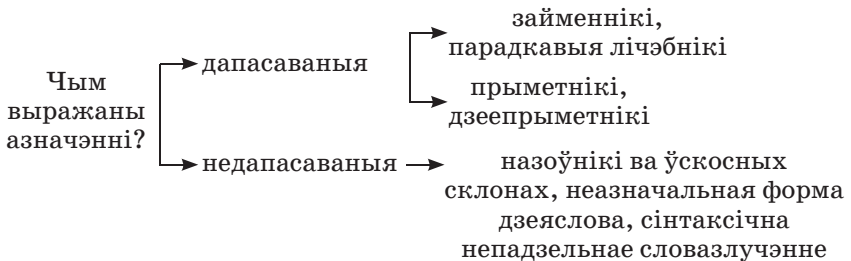 Чым
выражаны
азначэнні?
дапасаваныя
займеннікі,
парадкавыя лічэбнікі
прыметнікі,
дзеепрыметнікі
недапасаваныя
назоўнікі ва ўскосных
склонах, неазначальная форма
дзеяслова, сінтаксічна
непадзельнае словазлучэнне